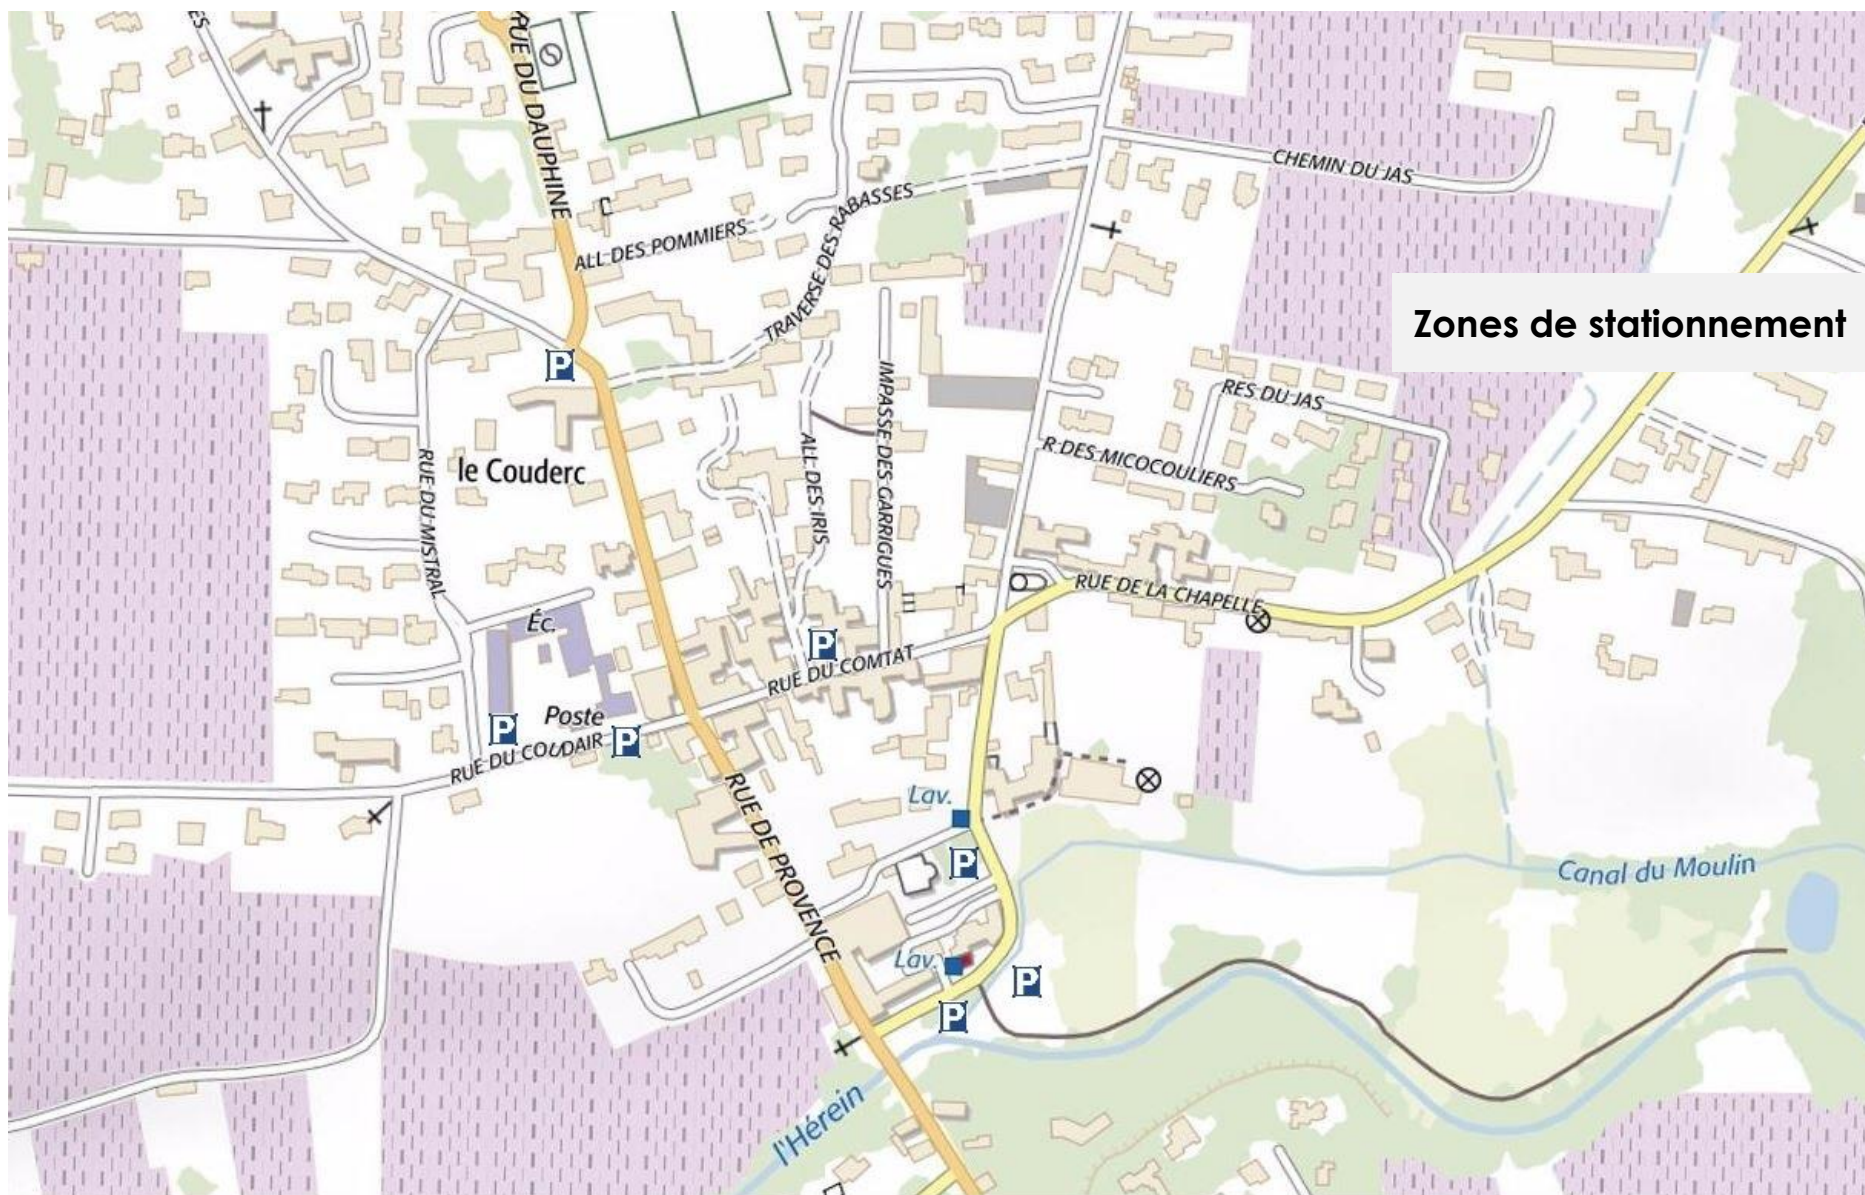 ES
RUE DU DAUPHINE
CHEMIN DU JAS
ALL DES POMMIERS
TRAVERSE DES RABASSES
Zones de stationnement
P
IMPASSE DES GARRIGUES
RES DU JAS
R DES MICOCOULIERS
le Couderc
RUE DU MISTRAL
ALL DES IRIS
RUE DE LA CHAPELLE
Éc.
P
RUE DU COMTAT
Poste
P
P
RUE DU COUDAIR
RUE DE PROVENCE
Lav.
P
Canal du Moulin
Lav.
P
P
l'Hérein